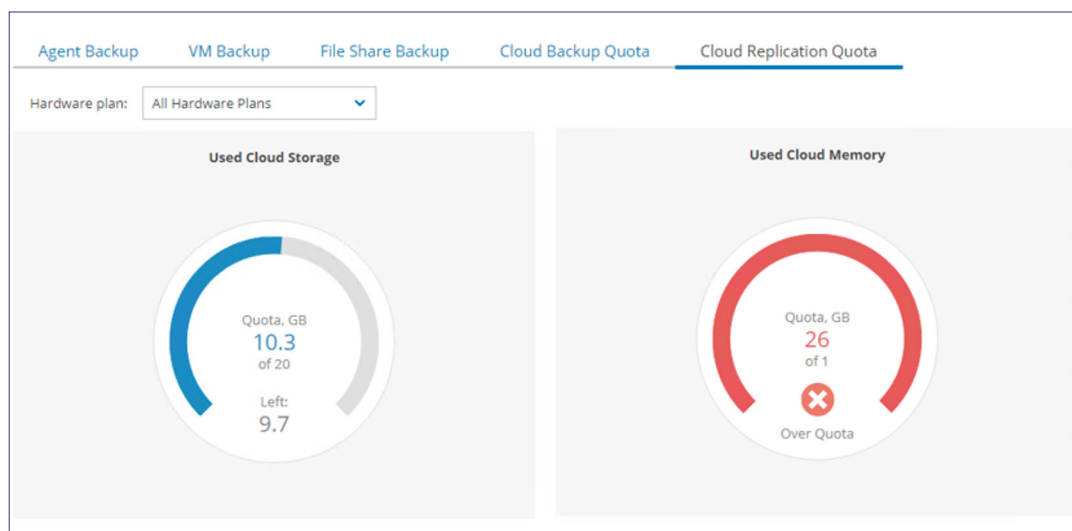 Agent Backup VM Backup File Share Backup Cloud Backup Quota Cloud Replication Quota
Hardware plan: All Hardware Plans
Used Cloud Storage
Quota, GB
10.3
of 20
Left:
9.7
Used Cloud Memory
Quota, GB
26
of 1
Over Quota